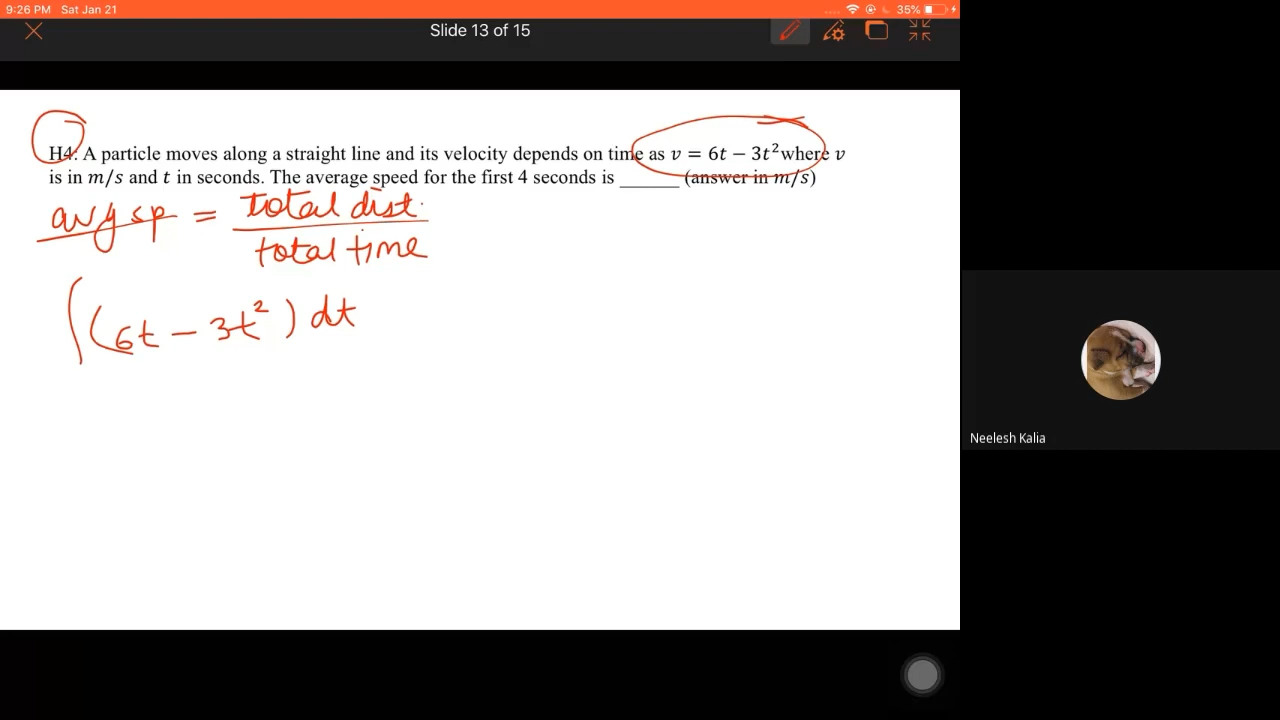 9:26 PM Sat Jan 21
35%
Slide 13 of 15
H4. A particle moves along a straight line and its velocity depends on time as v = 6t − 3t² where v
is in m/s and t in seconds. The average speed for the first 4 seconds is ______ (answer in m/s)
avg sp = total dist. / total time
∫(6t − 3t²) dt
Neelesh Kalia